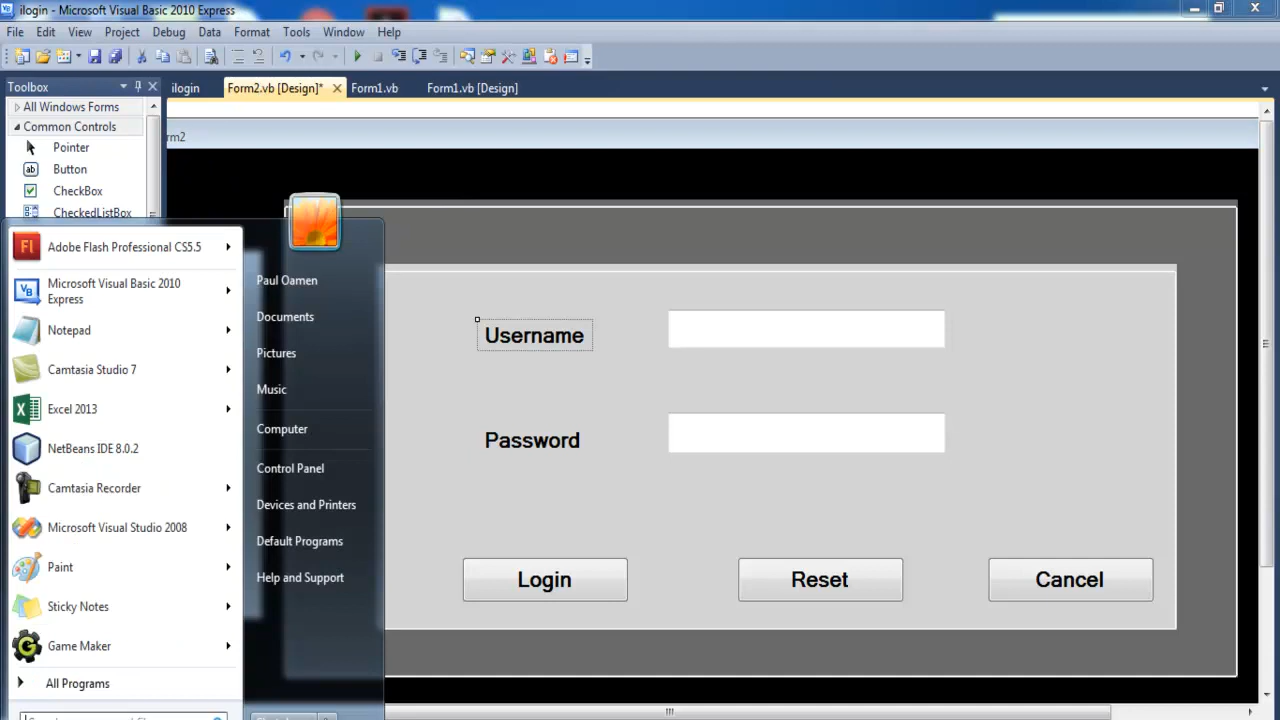 ilogin - Microsoft Visual Basic 2010 Express
File Edit View Project Debug Data Format Tools Window Help
Toolbox
ilogin Form2.vb [Design]* Form1.vb Form1.vb [Design]
All Windows Forms
Common Controls
Pointer
ab Button
CheckBox
CheckedListBox
rm2
Fl Adobe Flash Professional CS5.5
VB Microsoft Visual Basic 2010
Express
Notepad
Camtasia Studio 7
Excel 2013
NetBeans IDE 8.0.2
Camtasia Recorder
Microsoft Visual Studio 2008
Paint
Sticky Notes
Game Maker
All Programs
Paul Oamen
Documents
Pictures
Music
Computer
Control Panel
Devices and Printers
Default Programs
Help and Support
Username
Password
Login Reset Cancel